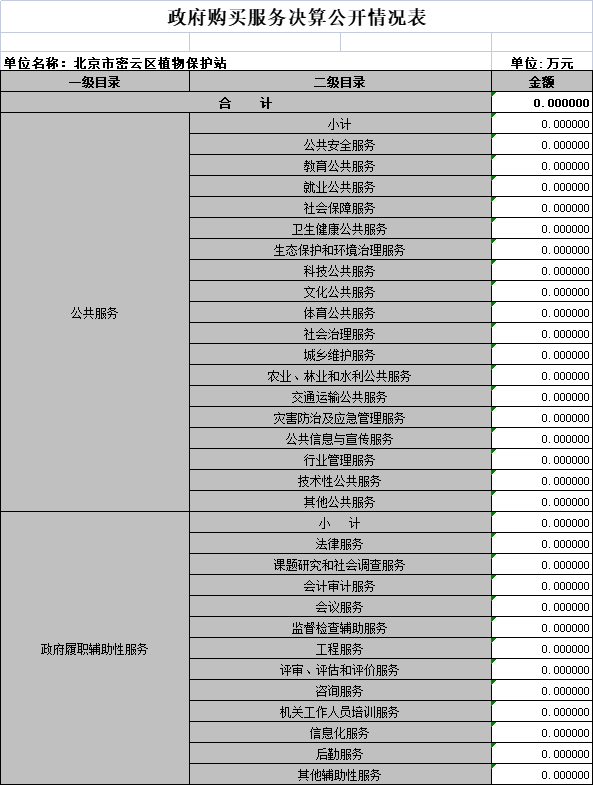 政府购买服务决算公开情况表
单位名称：北京市密云区植物保护站 单位:万元
一级目录 二级目录 金额
合 计 0.000000
公共服务
小计 0.000000
公共安全服务 0.000000
教育公共服务 0.000000
就业公共服务 0.000000
社会保障服务 0.000000
卫生健康公共服务 0.000000
生态保护和环境治理服务 0.000000
科技公共服务 0.000000
文化公共服务 0.000000
体育公共服务 0.000000
社会治理服务 0.000000
城乡维护服务 0.000000
农业、林业和水利公共服务 0.000000
交通运输公共服务 0.000000
灾害防治及应急管理服务 0.000000
公共信息与宣传服务 0.000000
行业管理服务 0.000000
技术性公共服务 0.000000
其他公共服务 0.000000
政府履职辅助性服务
小 计 0.000000
法律服务 0.000000
课题研究和社会调查服务 0.000000
会计审计服务 0.000000
会议服务 0.000000
监督检查辅助服务 0.000000
工程服务 0.000000
评审、评估和评价服务 0.000000
咨询服务 0.000000
机关工作人员培训服务 0.000000
信息化服务 0.000000
后勤服务 0.000000
其他辅助性服务 0.000000